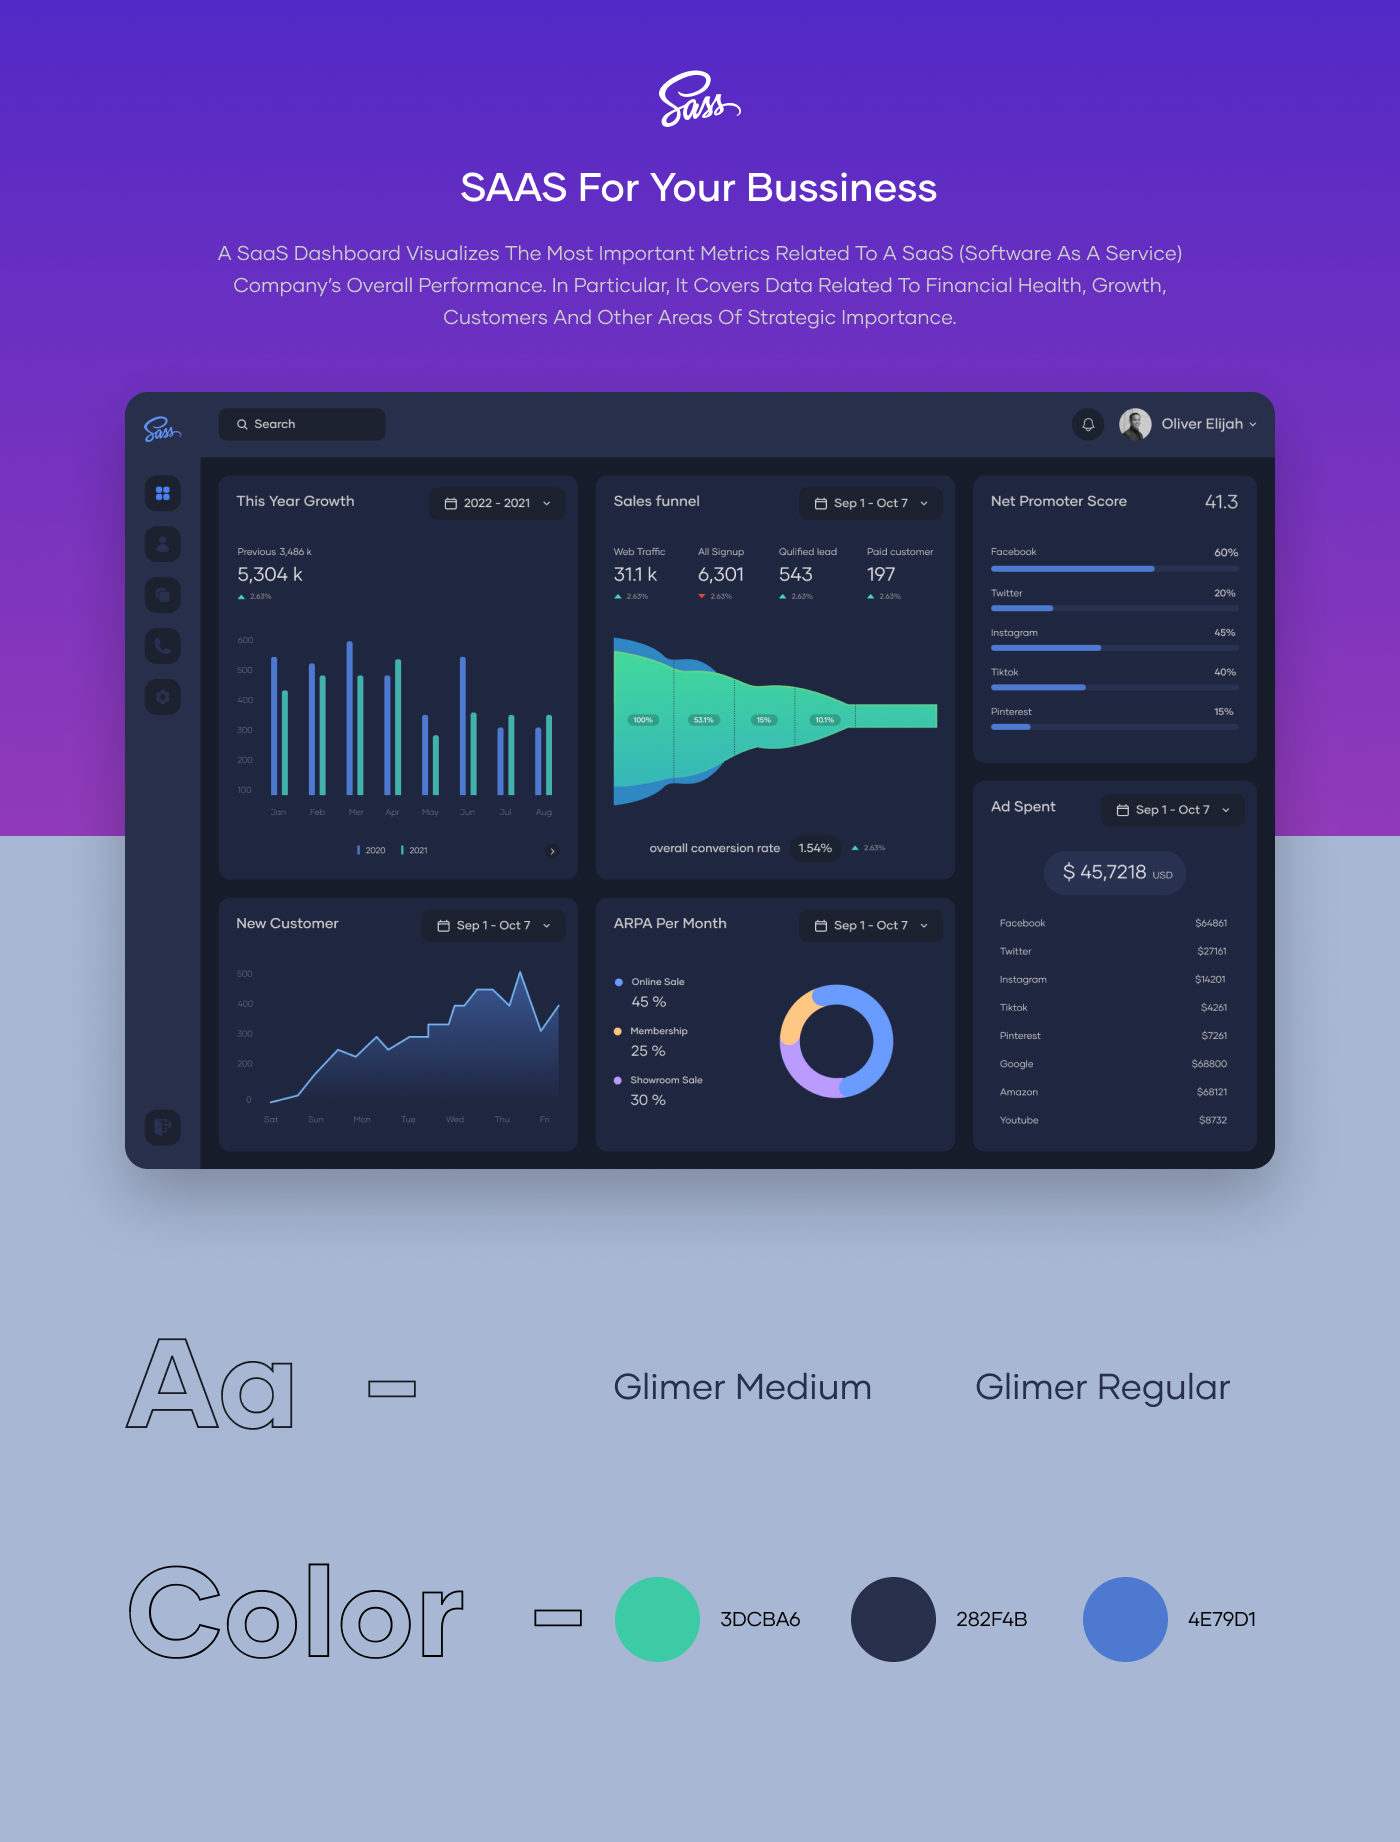 Sass
SAAS For Your Bussiness
A SaaS Dashboard Visualizes The Most Important Metrics Related To A SaaS (Software As A Service)
Company's Overall Performance. In Particular, It Covers Data Related To Financial Health, Growth,
Customers And Other Areas Of Strategic Importance.
Sass
Search
Oliver Elijah
This Year Growth
2022 - 2021
Previous 3,486 k
5,304 k
2.63%
600
500
400
300
200
100
Jan Feb Mer Apr May Jun Jul Aug
2020 2021
Sales funnel
Sep 1 - Oct 7
Web Traffic All Signup Qulified lead Paid customer
31.1 k 6,301 543 197
2.63% 2.63% 2.63% 2.63%
100% 53.1% 15% 10.1%
overall conversion rate 1.54% 2.63%
Net Promoter Score 41.3
Facebook 60%
Twitter 20%
Instagram 45%
Tiktok 40%
Pinterest 15%
Ad Spent
Sep 1 - Oct 7
$ 45,7218 USD
Facebook $64861
Twitter $27161
Instagram $14201
Tiktok $4261
Pinterest $7261
Google $68800
Amazon $68121
Youtube $8732
New Customer
Sep 1 - Oct 7
500
400
300
200
0
Sat Sun Mon Tue Wed Thu Fri
ARPA Per Month
Sep 1 - Oct 7
Online Sale
45 %
Membership
25 %
Showroom Sale
30 %
Aa - Glimer Medium Glimer Regular
Color - 3DCBA6 282F4B 4E79D1